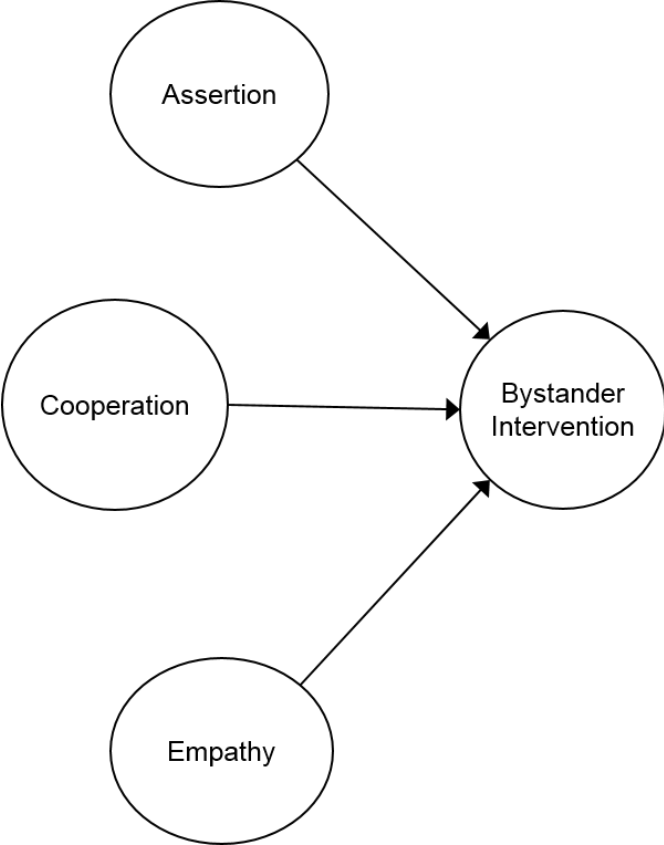 Assertion
Cooperation
Bystander
Intervention
Empathy